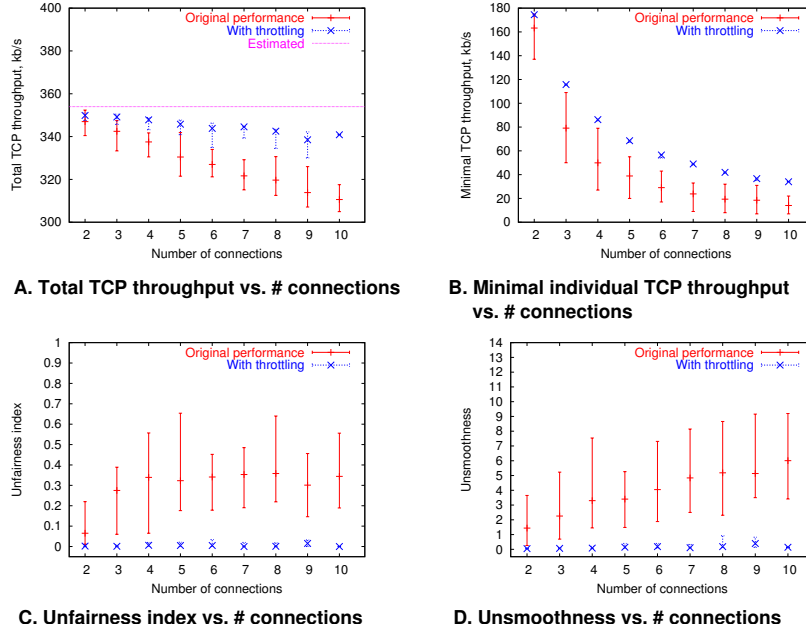 400
380
360
340
320
300
Total TCP throughput, kb/s
Original performance
With throttling
Estimated
2 3 4 5 6 7 8 9 10
Number of connections
A. Total TCP throughput vs. # connections
200
180
160
140
120
100
80
60
40
20
0
Minimal TCP throughput, kb/s
Original performance
With throttling
2 3 4 5 6 7 8 9 10
Number of connections
B. Minimal individual TCP throughput
vs. # connections
1
0.9
0.8
0.7
0.6
0.5
0.4
0.3
0.2
0.1
0
Unfairness index
Original performance
With throttling
2 3 4 5 6 7 8 9 10
Number of connections
C. Unfairness index vs. # connections
14
13
12
11
10
9
8
7
6
5
4
3
2
1
0
Unsmoothness
Original performance
With throttling
2 3 4 5 6 7 8 9 10
Number of connections
D. Unsmoothness vs. # connections